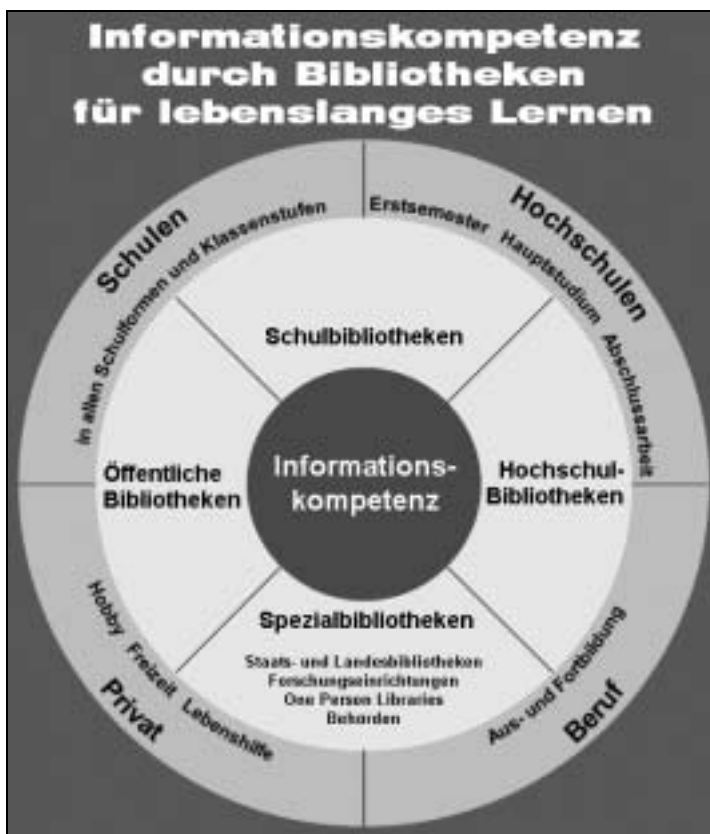 Informationskompetenz
durch Bibliotheken
für lebenslanges Lernen
Schulen
in allen Schulformen und Klassenstufen
Hochschulen
Erstsemester Hauptstudium Abschlussarbeit
Schulbibliotheken
Öffentliche
Bibliotheken
Informations-
kompetenz
Hochschul-
Bibliotheken
Spezialbibliotheken
Staats- und Landesbibliotheken
Forschungseinrichtungen
One Person Libraries
Behörden
Hobby Freizeit Lebenshilfe
Privat
Aus- und Fortbildung
Beruf